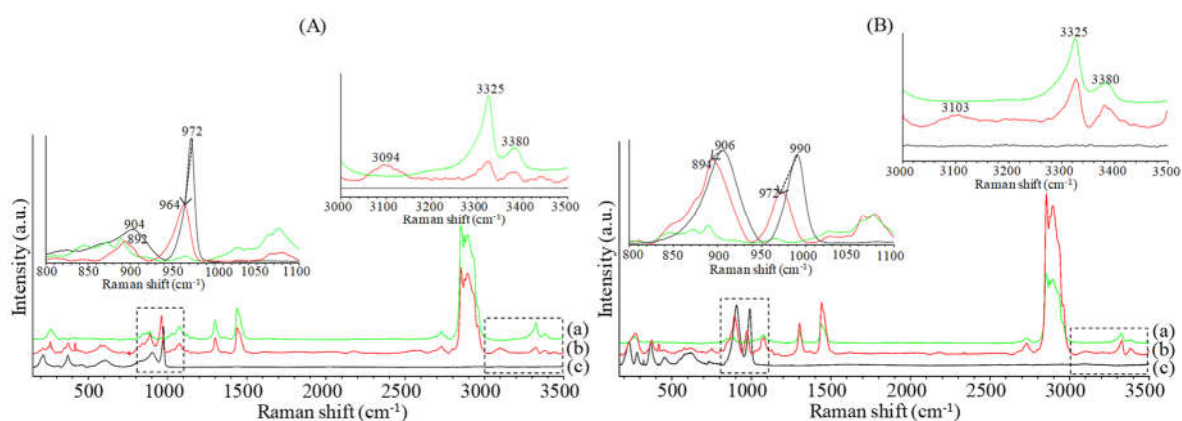 (A)
(B)
3325
3380
3094
3000 3100 3200 3300 3400 3500
Raman shift (cm⁻¹)
972
964
904
892
800 850 900 950 1000 1050 1100
Raman shift (cm⁻¹)
Intensity (a.u.)
(a)
(b)
(c)
500 1000 1500 2000 2500 3000 3500
Raman shift (cm⁻¹)
3325
3380
3103
3000 3100 3200 3300 3400 3500
Raman shift (cm⁻¹)
906
990
894
972
800 850 900 950 1000 1050 1100
Raman shift (cm⁻¹)
Intensity (a.u.)
(a)
(b)
(c)
500 1000 1500 2000 2500 3000 3500
Raman shift (cm⁻¹)